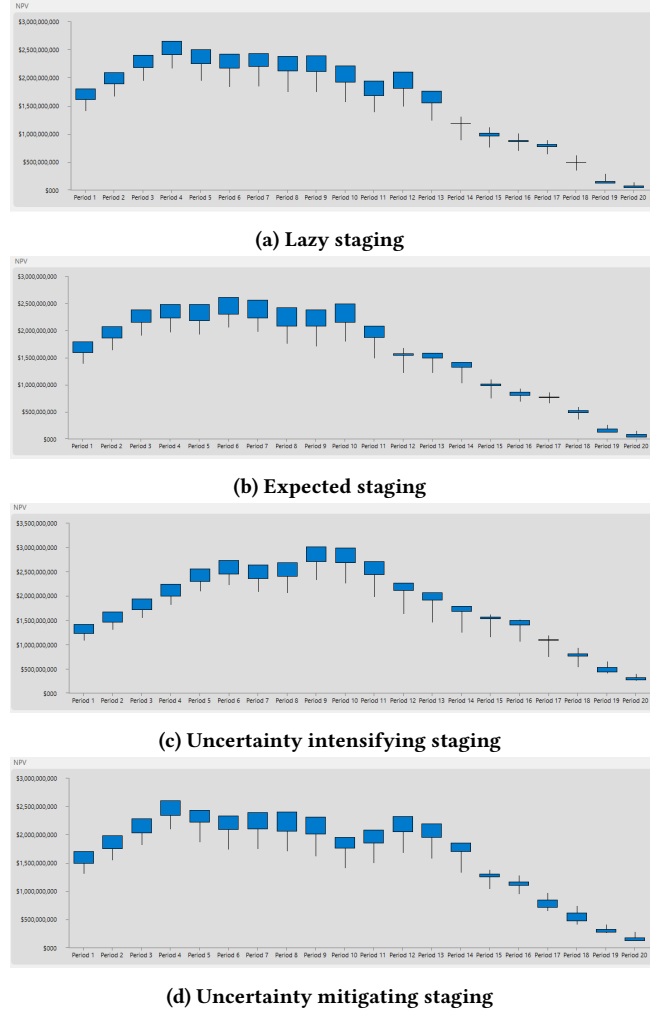 NPV
$3,000,000,000
$2,500,000,000
$2,000,000,000
$1,500,000,000
$1,000,000,000
$500,000,000
$000
Period 1 Period 2 Period 3 Period 4 Period 5 Period 6 Period 7 Period 8 Period 9 Period 10 Period 11 Period 12 Period 13 Period 14 Period 15 Period 16 Period 17 Period 18 Period 19 Period 20
(a) Lazy staging
NPV
$3,000,000,000
$2,500,000,000
$2,000,000,000
$1,500,000,000
$1,000,000,000
$500,000,000
$000
Period 1 Period 2 Period 3 Period 4 Period 5 Period 6 Period 7 Period 8 Period 9 Period 10 Period 11 Period 12 Period 13 Period 14 Period 15 Period 16 Period 17 Period 18 Period 19 Period 20
(b) Expected staging
NPV
$3,500,000,000
$3,000,000,000
$2,500,000,000
$2,000,000,000
$1,500,000,000
$1,000,000,000
$500,000,000
$000
Period 1 Period 2 Period 3 Period 4 Period 5 Period 6 Period 7 Period 8 Period 9 Period 10 Period 11 Period 12 Period 13 Period 14 Period 15 Period 16 Period 17 Period 18 Period 19 Period 20
(c) Uncertainty intensifying staging
NPV
$3,000,000,000
$2,500,000,000
$2,000,000,000
$1,500,000,000
$1,000,000,000
$500,000,000
$000
Period 1 Period 2 Period 3 Period 4 Period 5 Period 6 Period 7 Period 8 Period 9 Period 10 Period 11 Period 12 Period 13 Period 14 Period 15 Period 16 Period 17 Period 18 Period 19 Period 20
(d) Uncertainty mitigating staging